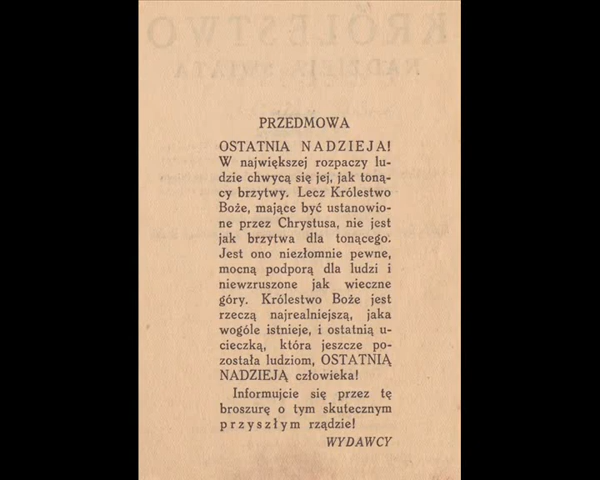 PRZEDMOWA
OSTATNIA NADZIEJA!
W największej rozpaczy lu-
dzie chwycą się jej, jak toną-
cy brzytwy. Lecz Królestwo
Boże, mające być ustanowio-
ne przez Chrystusa, nie jest
jak brzytwa dla tonącego.
Jest ono niezłomnie pewne,
mocną podporą dla ludzi i
niewzruszone jak wieczne
góry. Królestwo Boże jest
rzeczą najrealniejszą, jaka
wogóle istnieje, i ostatnią u-
cieczką, która jeszcze po-
została ludziom, OSTATNIĄ
NADZIEJĄ człowieka!
Informujcie się przez tę
broszurę o tym skutecznym
przyszłym rządzie!
WYDAWCY